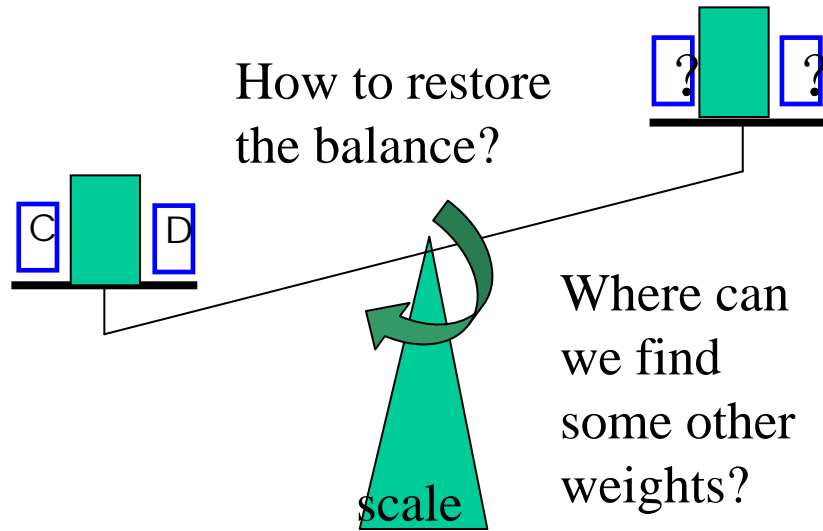 How to restore
the balance?
? ?
C D
Where can
we find
some other
weights?
scale